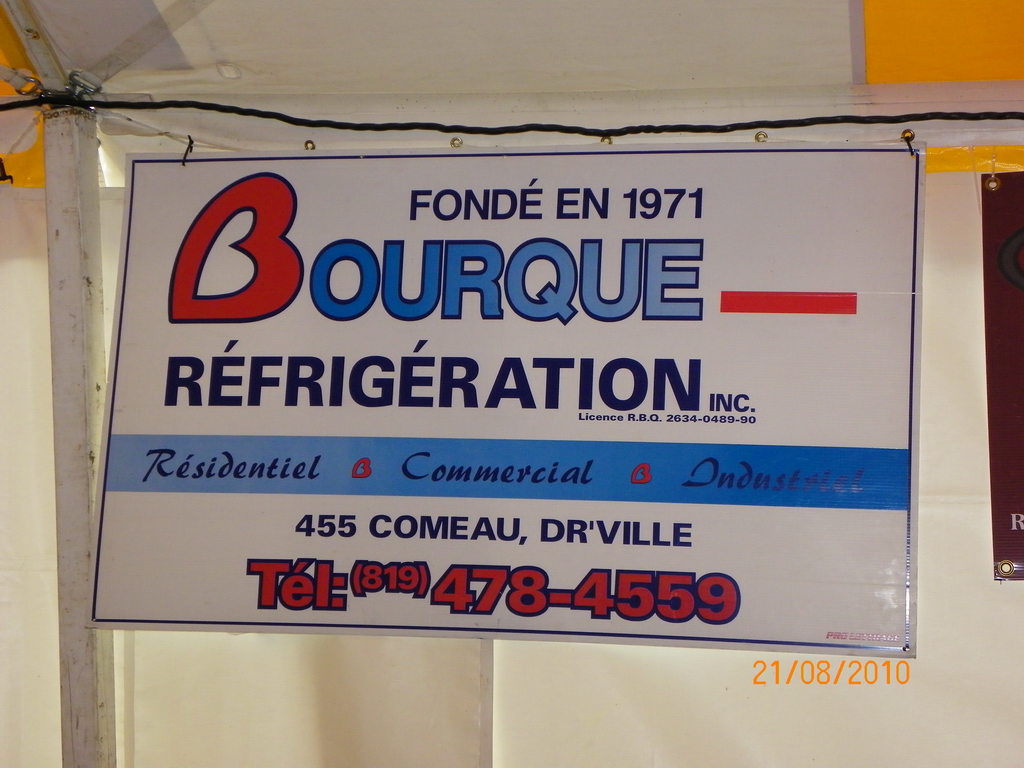 FONDÉ EN 1971
BOURQUE
RÉFRIGÉRATION INC.
Licence R.B.Q. 2634-0489-90
Résidentiel B Commercial B Industriel
455 COMEAU, DR'VILLE
Tél: (819) 478-4559
R
21/08/2010